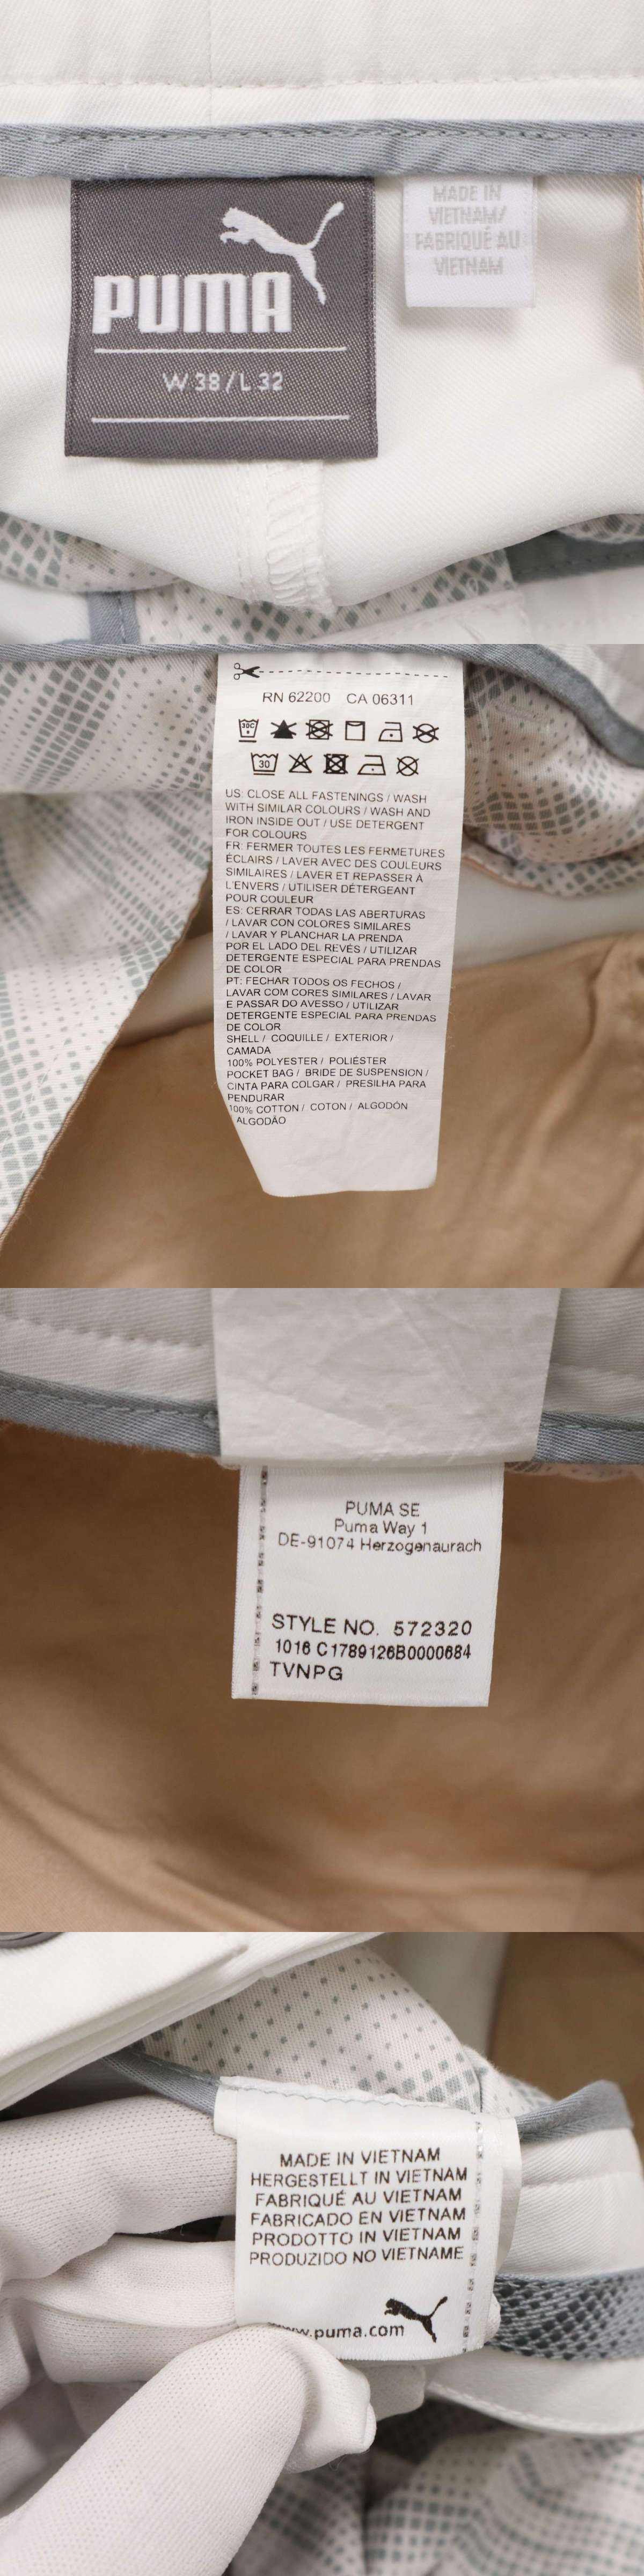 PUMA
W 38 / L 32
MADE IN
VIETNAM/
FABRIQUÉ AU
VIETNAM
RN 62200 CA 06311
30C
30
US: CLOSE ALL FASTENINGS / WASH
WITH SIMILAR COLOURS / WASH AND
IRON INSIDE OUT / USE DETERGENT
FOR COLOURS
FR: FERMER TOUTES LES FERMETURES
ÉCLAIRS / LAVER AVEC DES COULEURS
SIMILAIRES / LAVER ET REPASSER À
L'ENVERS / UTILISER DÉTERGEANT
POUR COULEUR
ES: CERRAR TODAS LAS ABERTURAS
/ LAVAR CON COLORES SIMILARES
/ LAVAR Y PLANCHAR LA PRENDA
POR EL LADO DEL REVÉS / UTILIZAR
DETERGENTE ESPECIAL PARA PRENDAS
DE COLOR
PT: FECHAR TODOS OS FECHOS /
LAVAR COM CORES SIMILARES / LAVAR
E PASSAR DO AVESSO / UTILIZAR
DETERGENTE ESPECIAL PARA PRENDAS
DE COLOR
SHELL / COQUILLE / EXTERIOR /
CAMADA
100% POLYESTER / POLIÉSTER
POCKET BAG / BRIDE DE SUSPENSION /
CINTA PARA COLGAR / PRESILHA PARA
PENDURAR
100% COTTON / COTON / ALGODÓN
ALGODÃO
PUMA SE
Puma Way 1
DE-91074 Herzogenaurach
STYLE NO. 572320
1016 C1789126B0000684
TVNPG
MADE IN VIETNAM
HERGESTELLT IN VIETNAM
FABRIQUÉ AU VIETNAM
FABRICADO EN VIETNAM
PRODOTTO IN VIETNAM
PRODUZIDO NO VIETNAME
www.puma.com